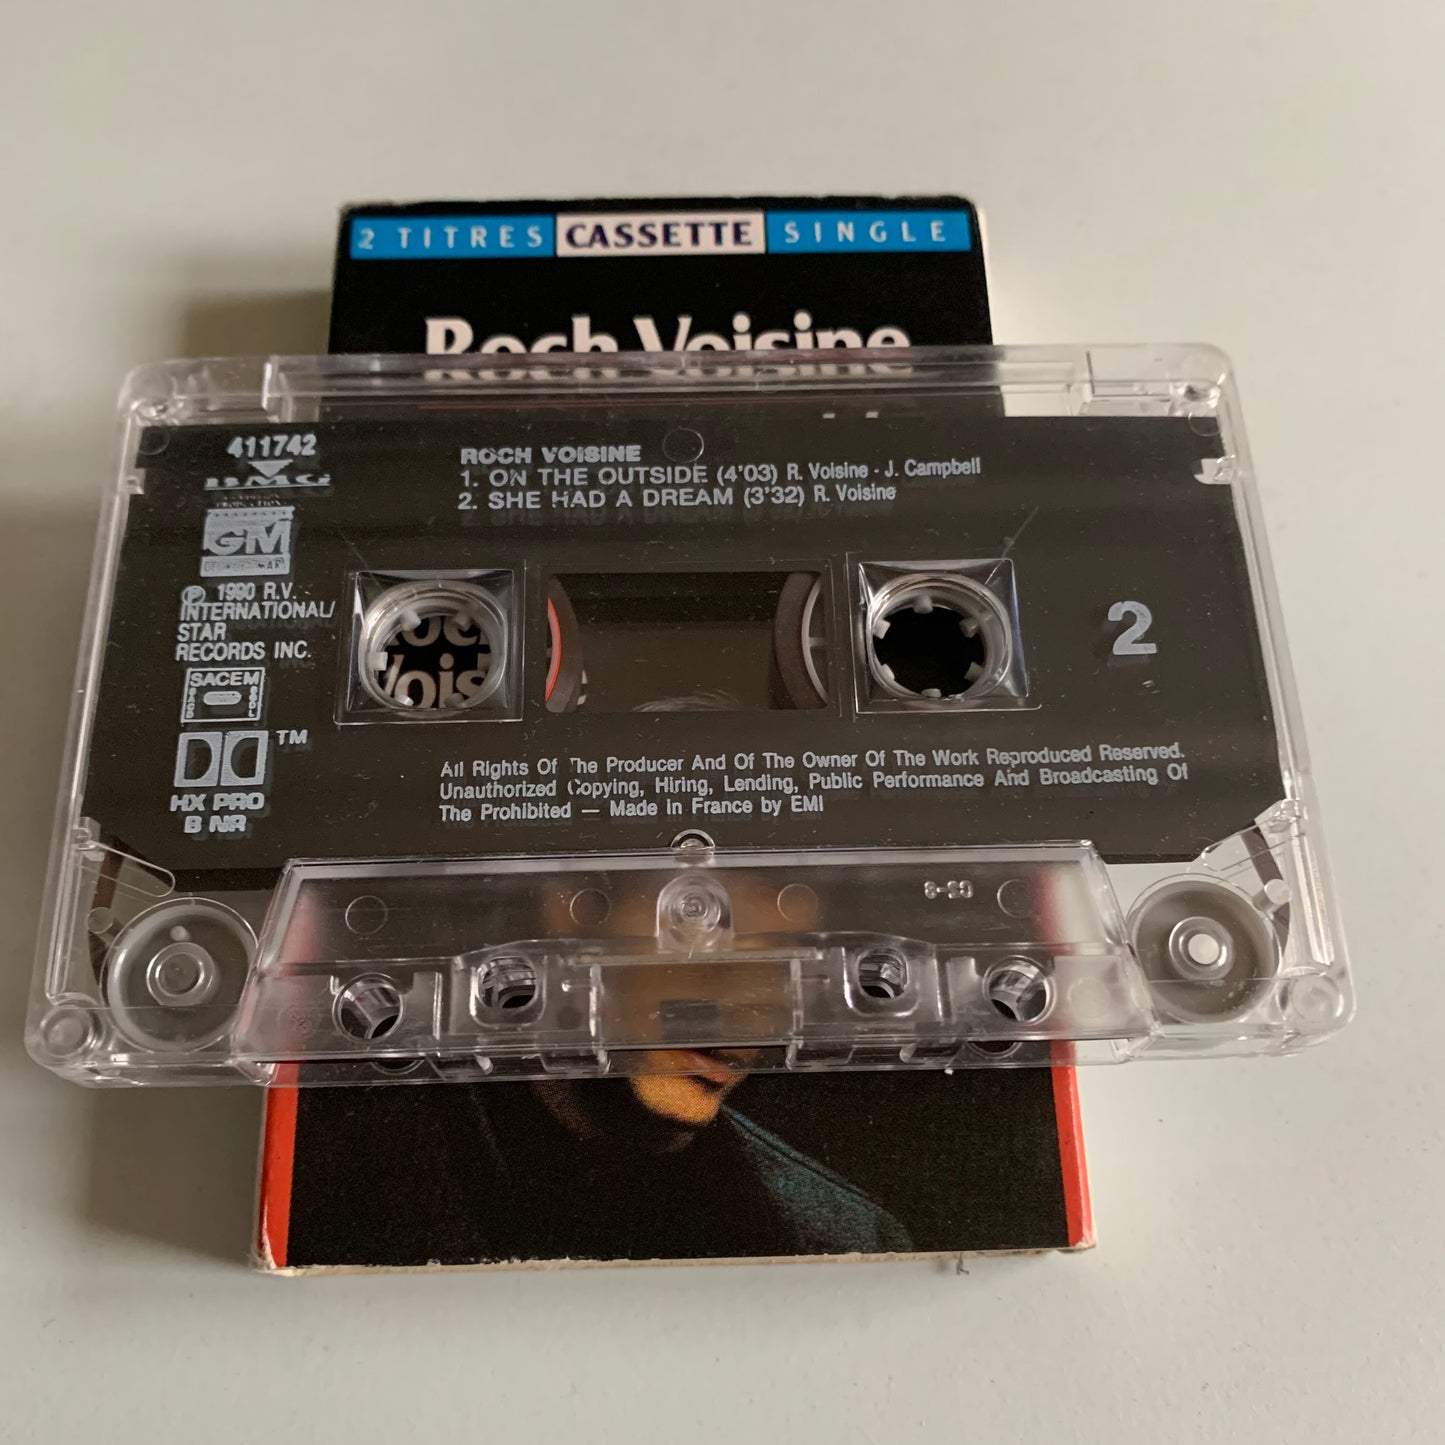 2 TITRES CASSETTE SINGLE
Roch Voisine
411742
BMG
ROCH VOISINE
1. ON THE OUTSIDE (4'03) R. Voisine - J. Campbell
2. SHE HAD A DREAM (3'32) R. Voisine
GM
℗ 1990 R.V.
INTERNATIONAL/
STAR
RECORDS INC.
SACEM
2
TM
HX PRO
B NR
All Rights Of The Producer And Of The Owner Of The Work Reproduced Reserved.
Unauthorized Copying, Hiring, Lending, Public Performance And Broadcasting Of
The Prohibited – Made in France by EMI